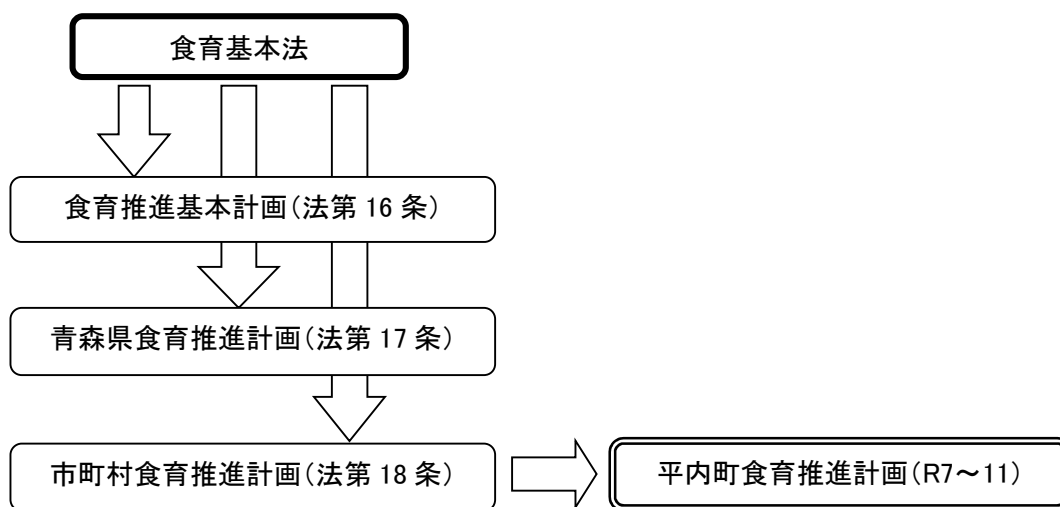 食育基本法
食育推進基本計画（法第 16 条）
青森県食育推進計画（法第 17 条）
市町村食育推進計画（法第 18 条）
平内町食育推進計画（R7～11）